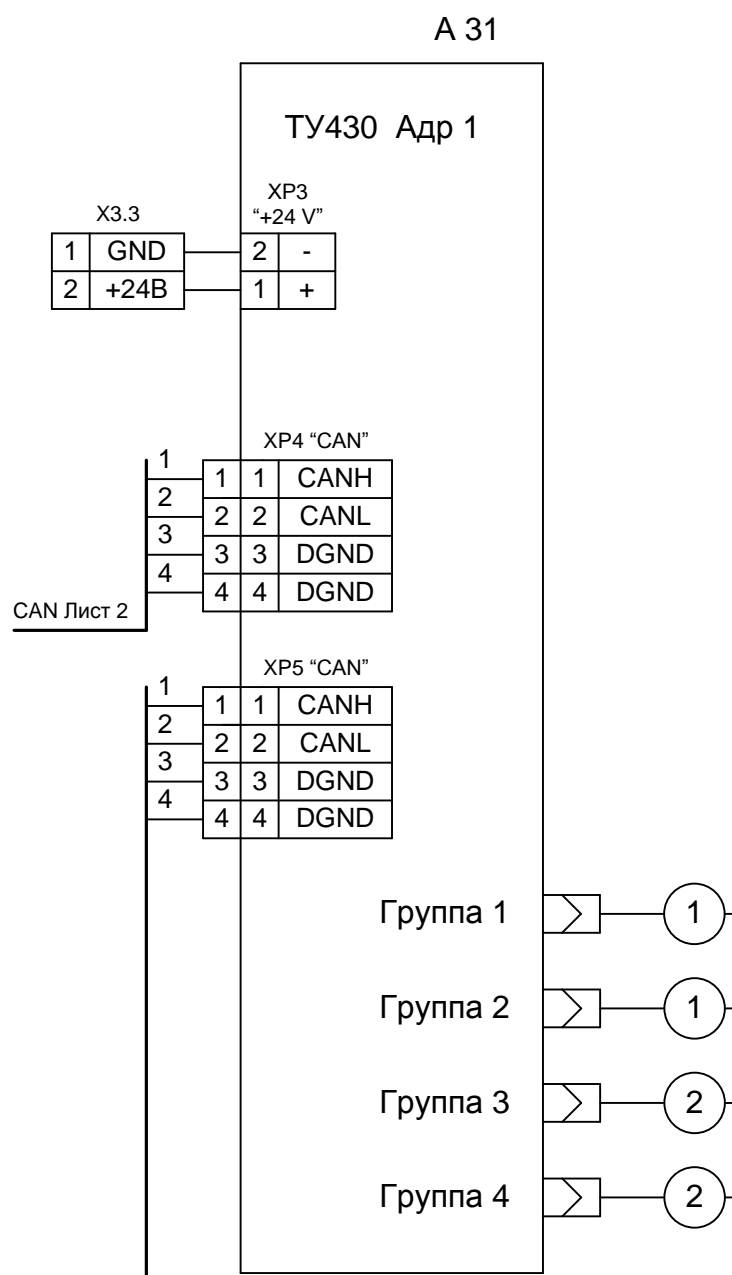 А 31
ТУ430 Адр 1
X3.3
XP3
“+24 V”
1 GND 2 -
2 +24В 1 +
XP4 “CAN”
1 1 1 CANH
2 2 2 CANL
3 3 3 DGND
4 4 4 DGND
CAN Лист 2
XP5 “CAN”
1 1 1 CANH
2 2 2 CANL
3 3 3 DGND
4 4 4 DGND
Группа 1 1
Группа 2 1
Группа 3 2
Группа 4 2